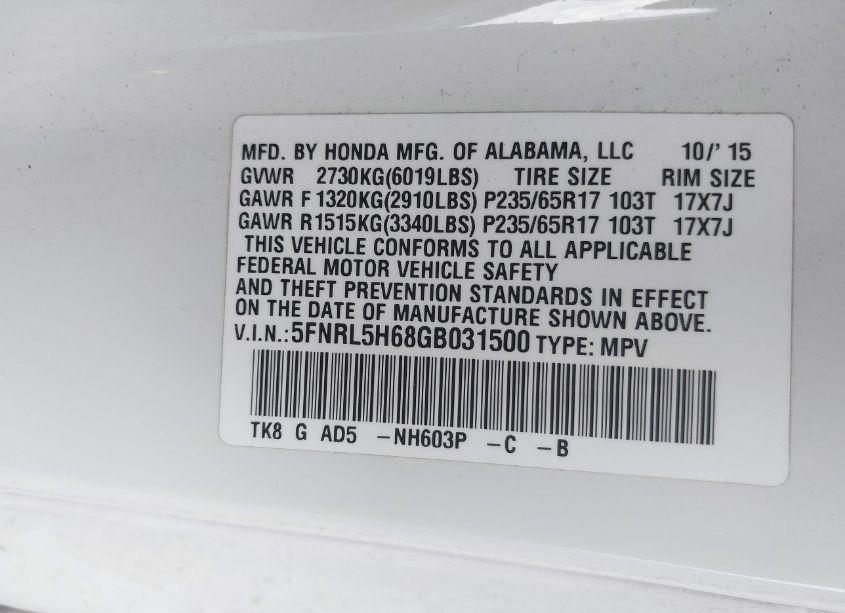 MFD. BY HONDA MFG. OF ALABAMA, LLC 10/' 15
GVWR 2730KG(6019LBS) TIRE SIZE RIM SIZE
GAWR F 1320KG(2910LBS) P235/65R17 103T 17X7J
GAWR R1515KG(3340LBS) P235/65R17 103T 17X7J
THIS VEHICLE CONFORMS TO ALL APPLICABLE
FEDERAL MOTOR VEHICLE SAFETY
AND THEFT PREVENTION STANDARDS IN EFFECT
ON THE DATE OF MANUFACTURE SHOWN ABOVE.
V.I.N.:5FNRL5H68GB031500 TYPE: MPV
TK8 G AD5 -NH603P -C -B